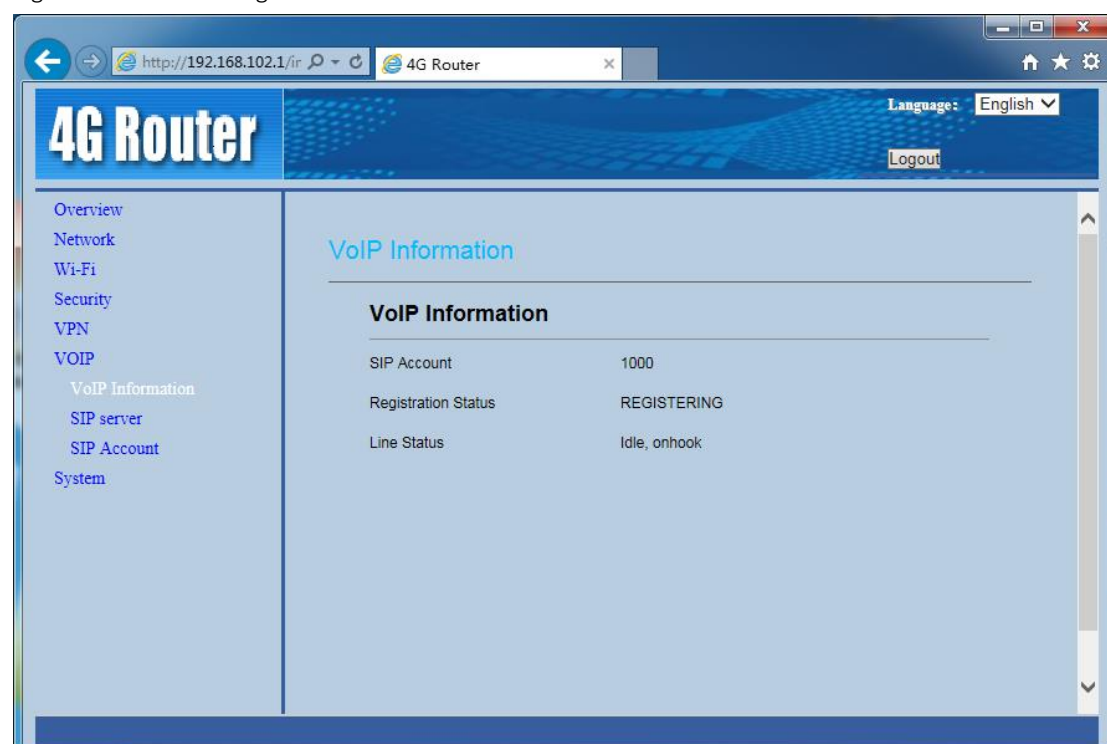 http://192.168.102.1/ir
4G Router
4G Router
Language: English
Logout
Overview
Network
Wi-Fi
Security
VPN
VOIP
VoIP Information
SIP server
SIP Account
System
VoIP Information
VoIP Information
SIP Account 1000
Registration Status REGISTERING
Line Status Idle, onhook